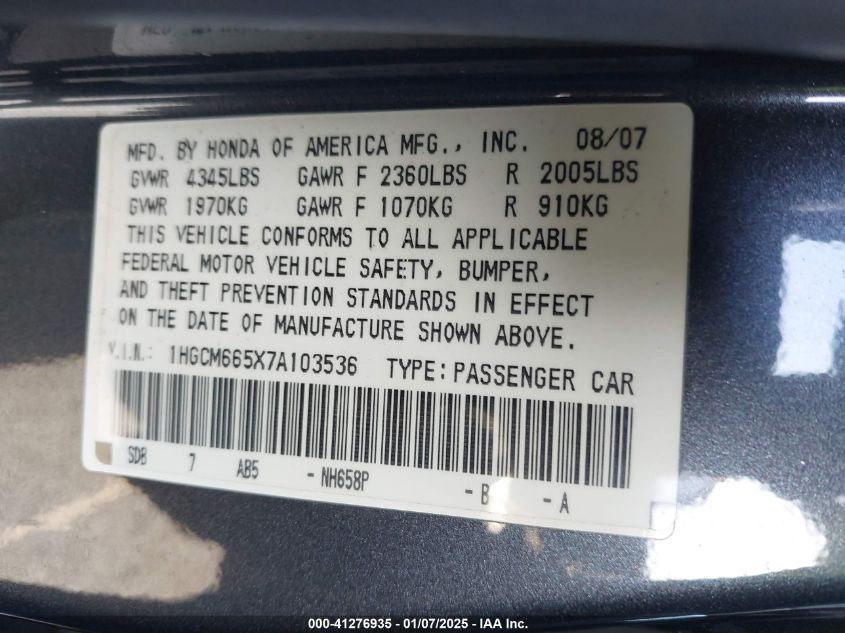 MFD. BY HONDA OF AMERICA MFG., INC. 08/07
GVWR 4345LBS GAWR F 2360LBS R 2005LBS
GVWR 1970KG GAWR F 1070KG R 910KG
THIS VEHICLE CONFORMS TO ALL APPLICABLE
FEDERAL MOTOR VEHICLE SAFETY, BUMPER,
AND THEFT PREVENTION STANDARDS IN EFFECT
ON THE DATE OF MANUFACTURE SHOWN ABOVE.
V.I.N.: 1HGCM665X7A103536 TYPE: PASSENGER CAR
SDB 7 AB5 - NH658P - B - A
000-41276935 - 01/07/2025 - IAA Inc.